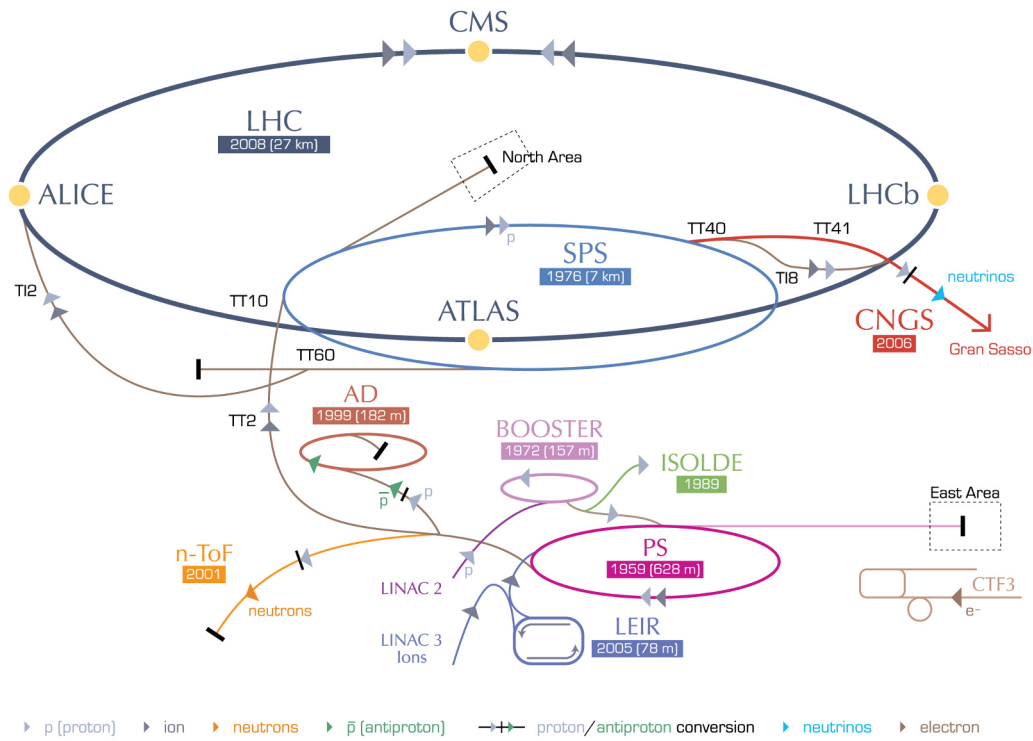 CMS
LHC
2008 (27 km)
North Area
ALICE
LHCb
TT40
TT41
SPS
1976 (7 km)
p
TI8
TI2
TT10
ATLAS
neutrinos
CNGS
2006
Gran Sasso
TT60
AD
1999 (182 m)
TT2
BOOSTER
1972 (157 m)
ISOLDE
1989
p̅
p
East Area
n-ToF
2001
PS
1959 (628 m)
p
LINAC 2
neutrons
CTF3
e–
LINAC 3
Ions
LEIR
2005 (78 m)
p (proton)
ion
neutrons
p̅ (antiproton)
proton/antiproton conversion
neutrinos
electron